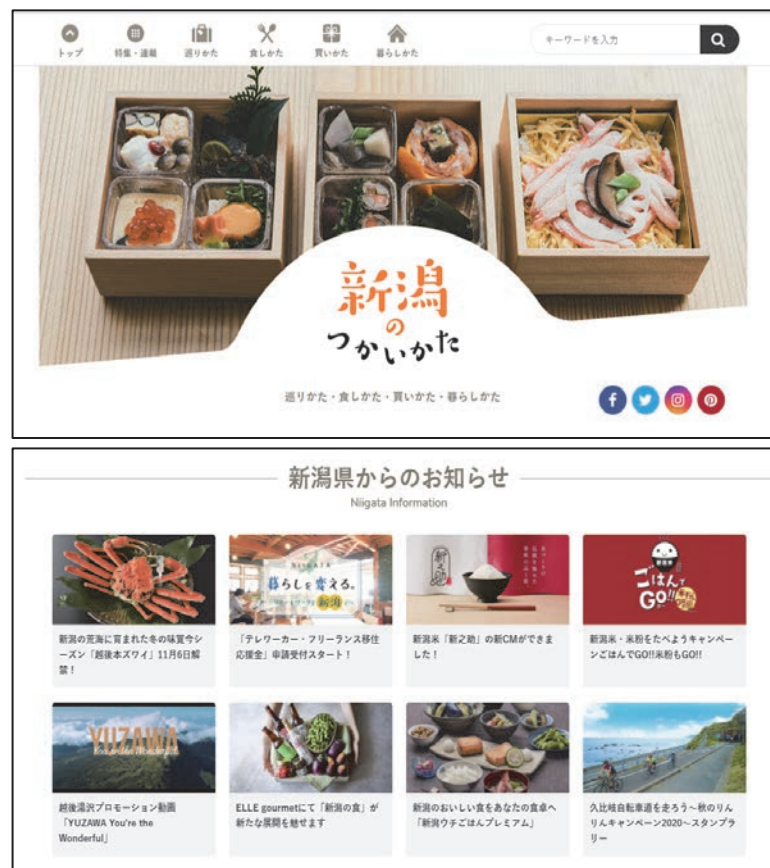 トップ
特集・連載
巡りかた
食しかた
買いかた
暮らしかた
キーワードを入力
新潟
の
つかいかた
巡りかた・食しかた・買いかた・暮らしかた
新潟県からのお知らせ
Niigata Information
NIIGATA
暮らしを変える。
新潟
新之助
新潟米
ごはんで
GO!!
新潟の荒海に育まれた冬の味覚今シ
ーズン「越後本ズワイ」11月6日解
禁！
「テレワーカー・フリーランス移住
応援金」申請受付スタート！
新潟米「新之助」の新CMができま
した！
新潟米・米粉をたべようキャンペー
ンごはんでGO!!米粉もGO!!
YUZAWA
越後湯沢プロモーション動画
「YUZAWA You're the
Wonderful」
ELLE gourmetにて「新潟の食」が
新たな展開を魅せます
新潟のおいしい食をあなたの食卓へ
「新潟ウチごはんプレミアム」
久比岐自転車道を走ろう～秋のりん
りんキャンペーン2020～スタンプラ
リー